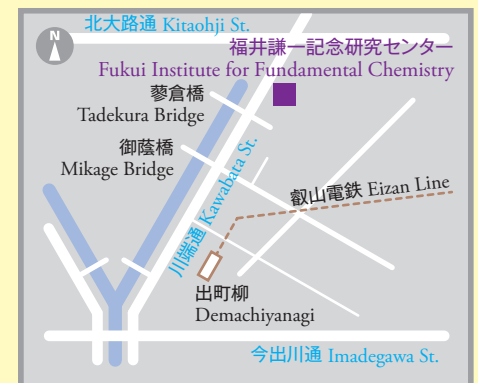 北大路通 Kitaohji St.
N
福井謙一記念研究センター
Fukui Institute for Fundamental Chemistry
蓼倉橋
Tadekura Bridge
御蔭橋
Mikage Bridge
川端通 Kawabata St.
叡山電鉄 Eizan Line
出町柳
Demachiyanagi
今出川通 Imadegawa St.